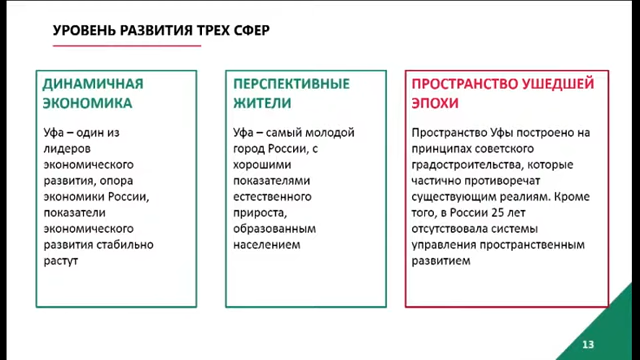 УРОВЕНЬ РАЗВИТИЯ ТРЕХ СФЕР
ДИНАМИЧНАЯ
ЭКОНОМИКА
Уфа – один из
лидеров
экономического
развития, опора
экономики России,
показатели
экономического
развития стабильно
растут
ПЕРСПЕКТИВНЫЕ
ЖИТЕЛИ
Уфа – самый молодой
город России, с
хорошими
показателями
естественного
прироста,
образованным
населением
ПРОСТРАНСТВО УШЕДШЕЙ
ЭПОХИ
Пространство Уфы построено на
принципах советского
градостроительства, которые
частично противоречат
существующим реалиям. Кроме
того, в России 25 лет
отсутствовала системы
управления пространственным
развитием
13